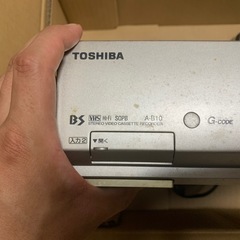 TOSHIBA
BS VHS Hi-Fi SQPB A-B10
STEREO VIDEO CASSETTE RECORDER
G-CODE
入力2
▼開く